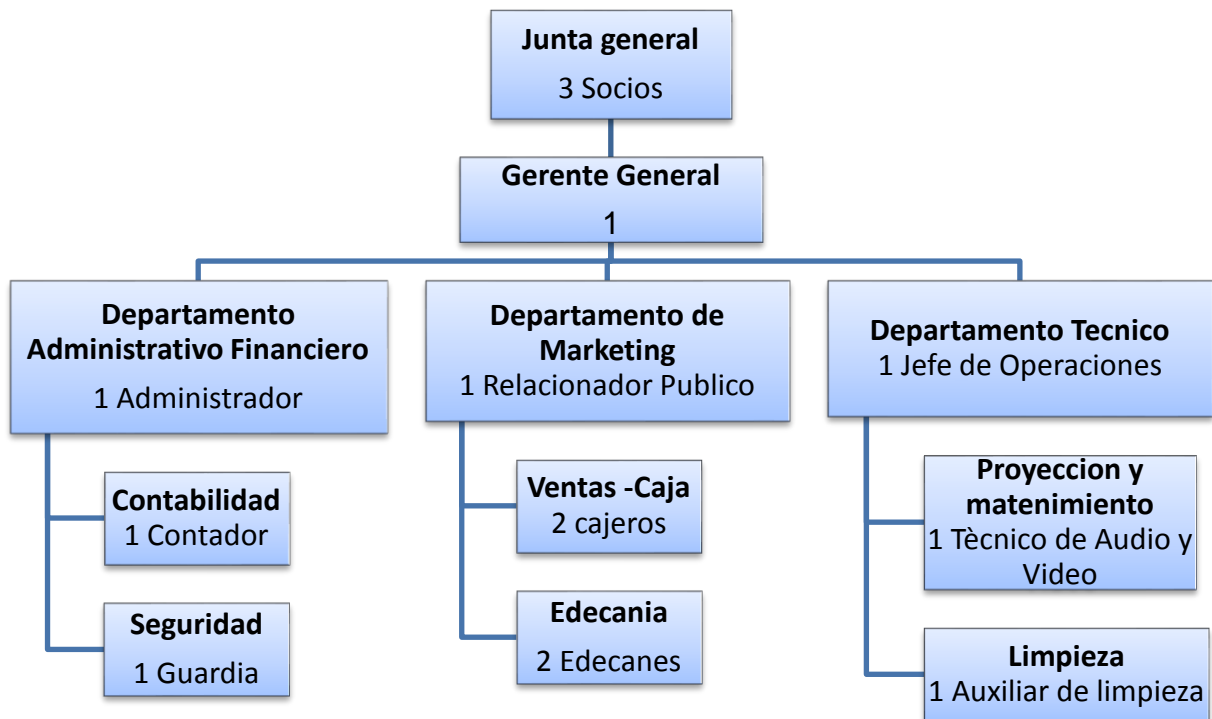 Junta general
3 Socios
Gerente General
1
Departamento
Administrativo Financiero
1 Administrador
Departamento de
Marketing
1 Relacionador Publico
Departamento Tecnico
1 Jefe de Operaciones
Contabilidad
1 Contador
Seguridad
1 Guardia
Ventas -Caja
2 cajeros
Edecania
2 Edecanes
Proyeccion y
matenimiento
1 Tècnico de Audio y
Video
Limpieza
1 Auxiliar de limpieza